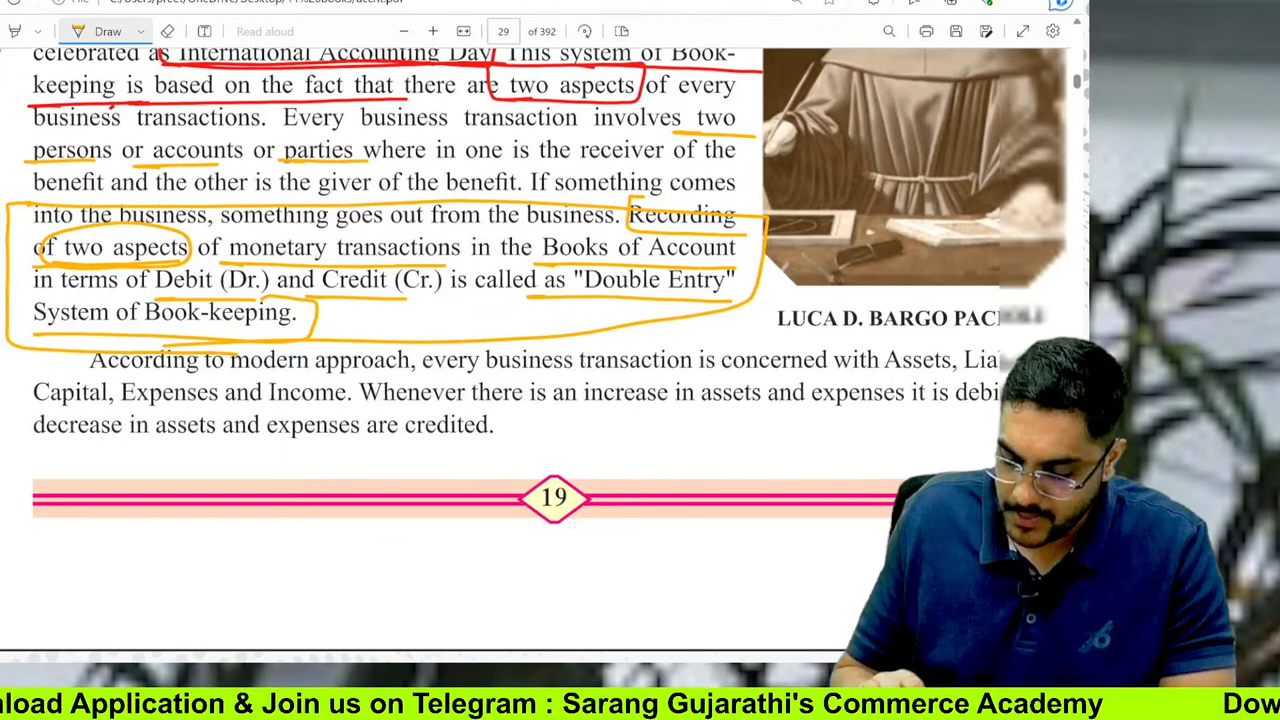 Draw
Read aloud
29
of 392
celebrated as International Accounting Day. This system of Book-
keeping is based on the fact that there are two aspects of every
business transactions. Every business transaction involves two
persons or accounts or parties where in one is the receiver of the
benefit and the other is the giver of the benefit. If something comes
into the business, something goes out from the business. Recording
of two aspects of monetary transactions in the Books of Account
in terms of Debit (Dr.) and Credit (Cr.) is called as "Double Entry"
System of Book-keeping.
LUCA D. BARGO
According to modern approach, every business transaction is concerned with Assets,
Capital, Expenses and Income. Whenever there is an increase in assets and expenses it is
decrease in assets and expenses are credited.
19
nload Application & Join us on Telegram : Sarang Gujarathi's Commerce Academy
Dow